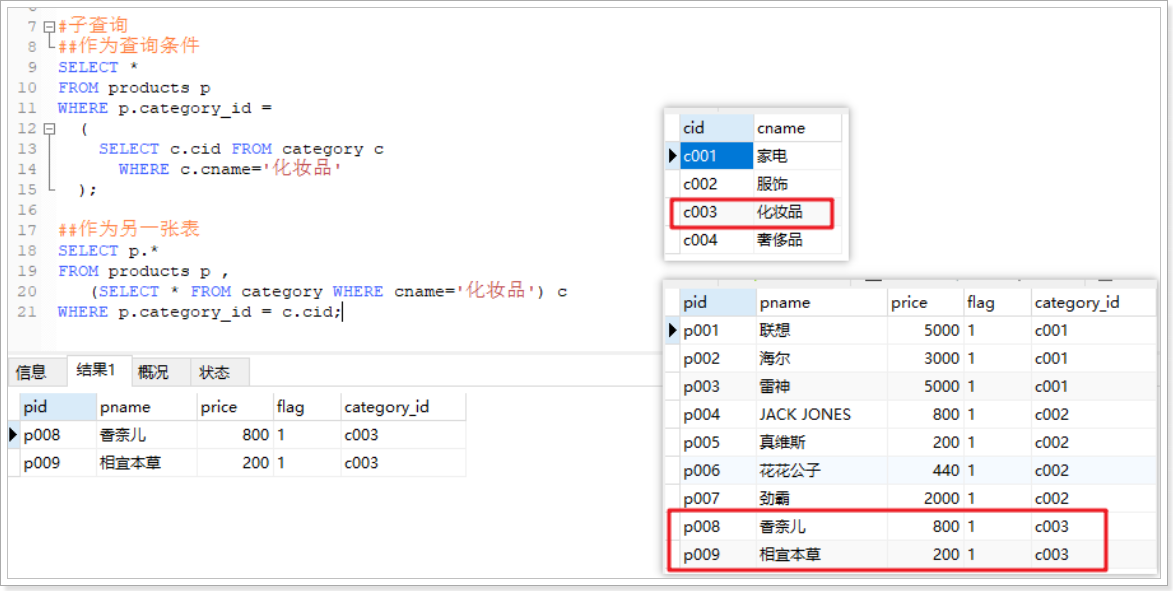 7 #子查询
8 ##作为查询条件
9 SELECT *
10 FROM products p
11 WHERE p.category_id =
12 (
13 SELECT c.cid FROM category c
14 WHERE c.cname='化妆品'
15 );
16
17 ##作为另一张表
18 SELECT p.*
19 FROM products p ,
20 (SELECT * FROM category WHERE cname='化妆品') c
21 WHERE p.category_id = c.cid;
信息 结果1 概况 状态
pid pname price flag category_id
p008 香奈儿 800 1 c003
p009 相宜本草 200 1 c003
cid cname
c001 家电
c002 服饰
c003 化妆品
c004 奢侈品
pid pname price flag category_id
p001 联想 5000 1 c001
p002 海尔 3000 1 c001
p003 雷神 5000 1 c001
p004 JACK JONES 800 1 c002
p005 真维斯 200 1 c002
p006 花花公子 440 1 c002
p007 劲霸 2000 1 c002
p008 香奈儿 800 1 c003
p009 相宜本草 200 1 c003